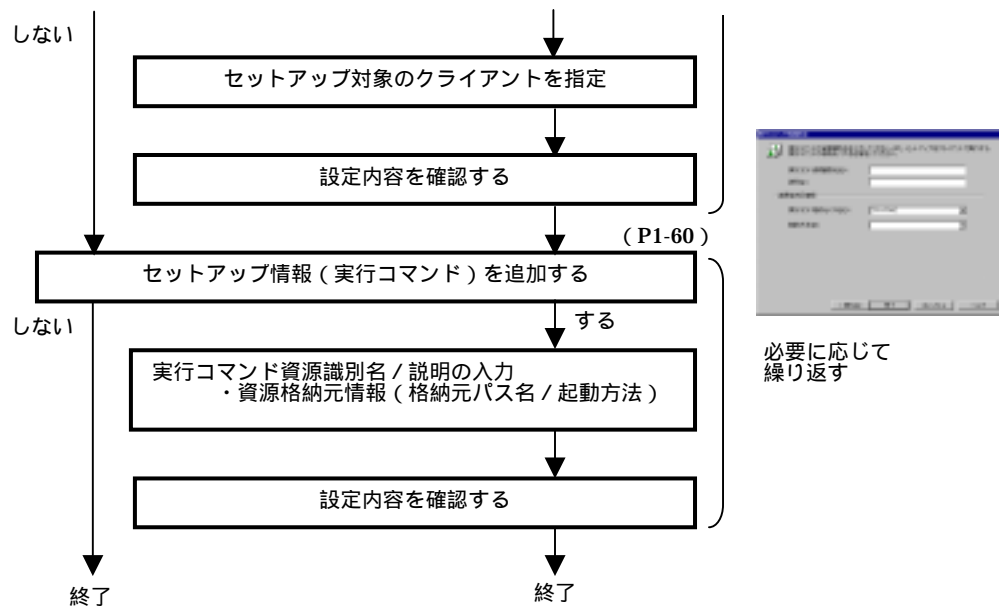 しない
セットアップ対象のクライアントを指定
設定内容を確認する
（P1-60）
セットアップ情報（実行コマンド）を追加する
しない
する
実行コマンド資源識別名／説明の入力
・資源格納元情報（格納元パス名／起動方法）
必要に応じて
繰り返す
設定内容を確認する
終了
終了